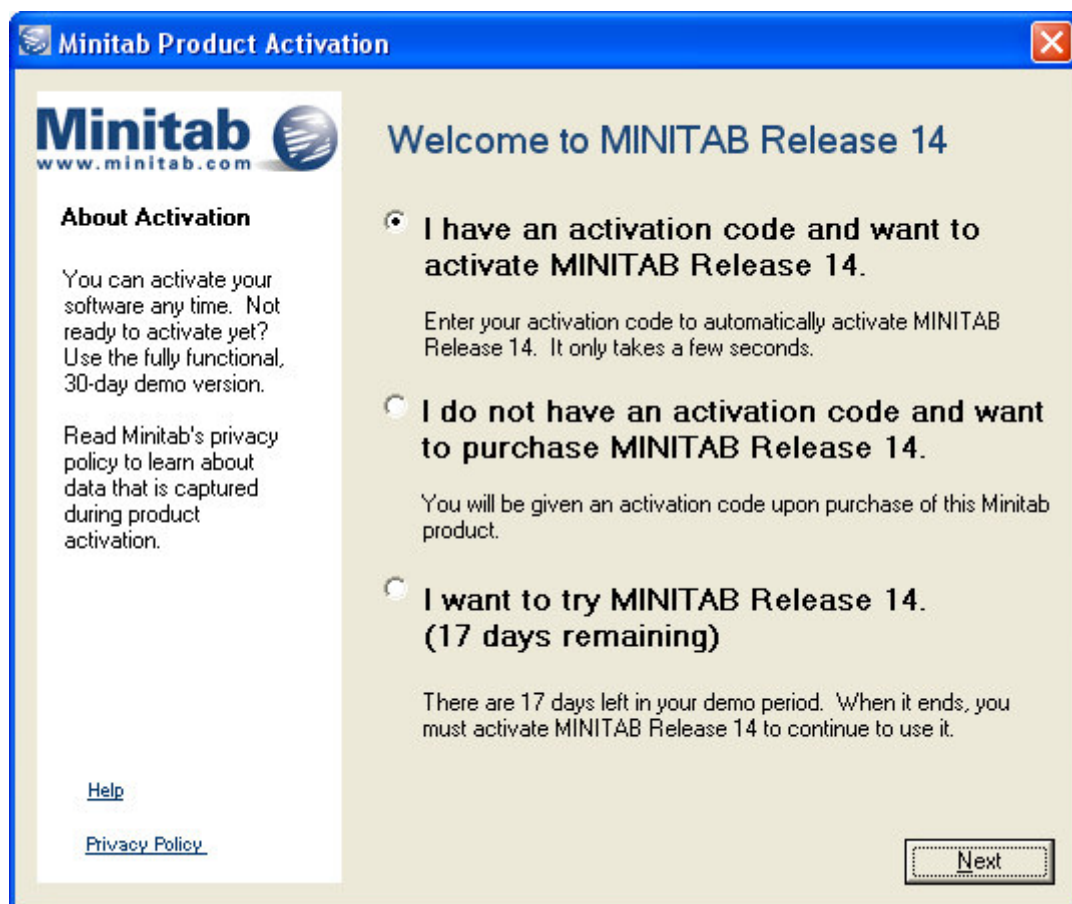 Minitab Product Activation
Minitab
www.minitab.com
About Activation
You can activate your
software any time. Not
ready to activate yet?
Use the fully functional,
30-day demo version.
Read Minitab's privacy
policy to learn about
data that is captured
during product
activation.
Help
Privacy Policy
Welcome to MINITAB Release 14
I have an activation code and want to
activate MINITAB Release 14.
Enter your activation code to automatically activate MINITAB
Release 14. It only takes a few seconds.
I do not have an activation code and want
to purchase MINITAB Release 14.
You will be given an activation code upon purchase of this Minitab
product.
I want to try MINITAB Release 14.
(17 days remaining)
There are 17 days left in your demo period. When it ends, you
must activate MINITAB Release 14 to continue to use it.
Next